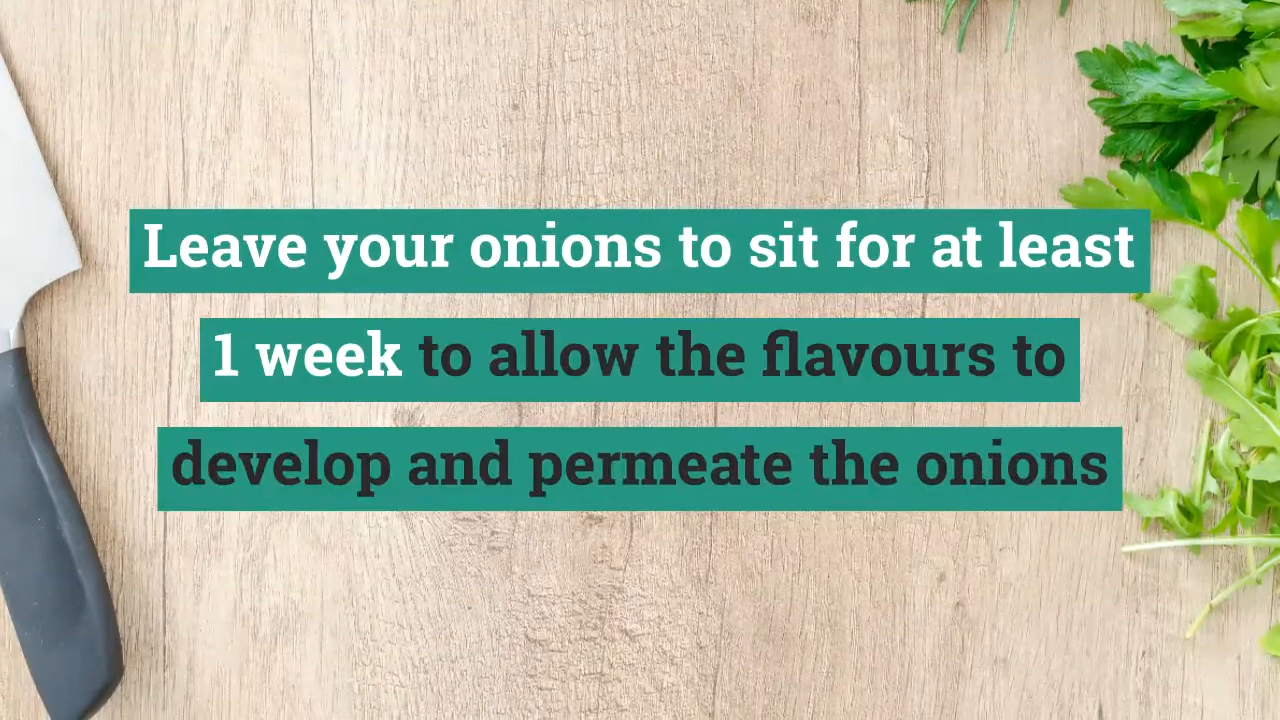 Leave your onions to sit for at least
1 week to allow the flavours to
develop and permeate the onions